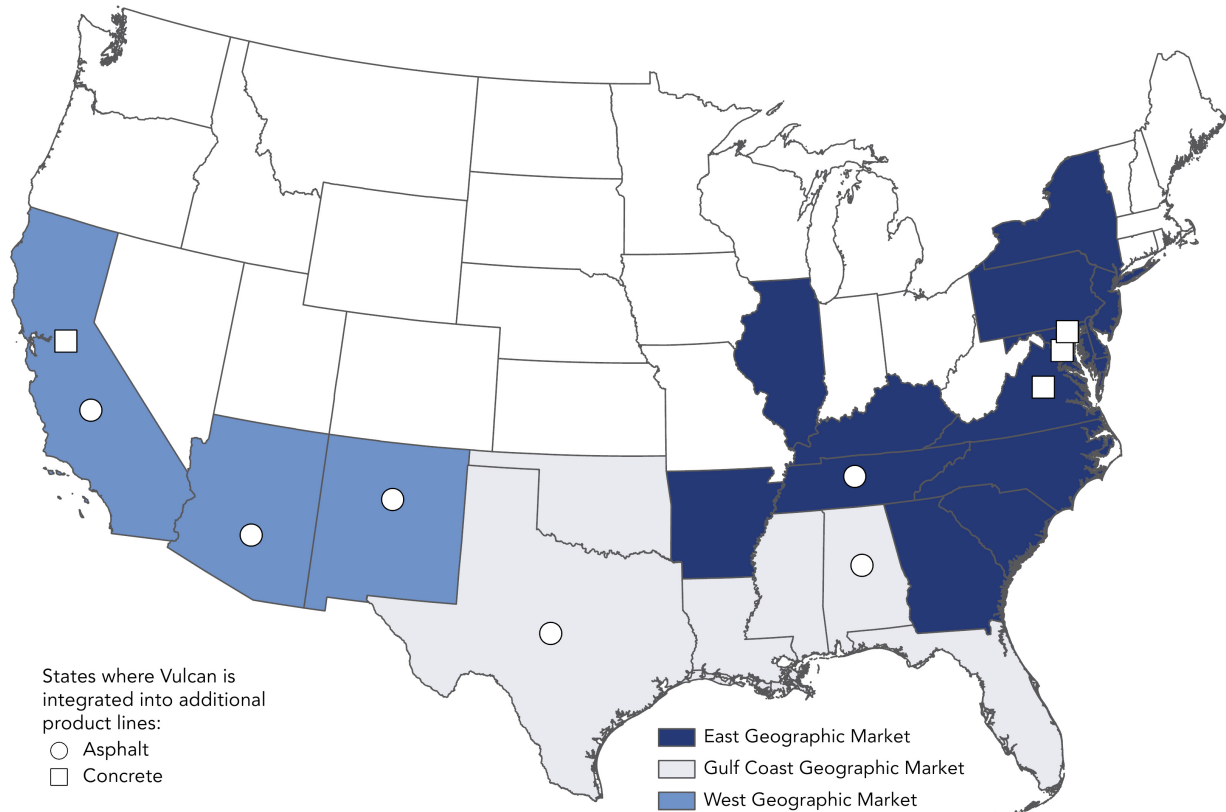 States where Vulcan is
integrated into additional
product lines:
Asphalt
Concrete
East Geographic Market
Gulf Coast Geographic Market
West Geographic Market